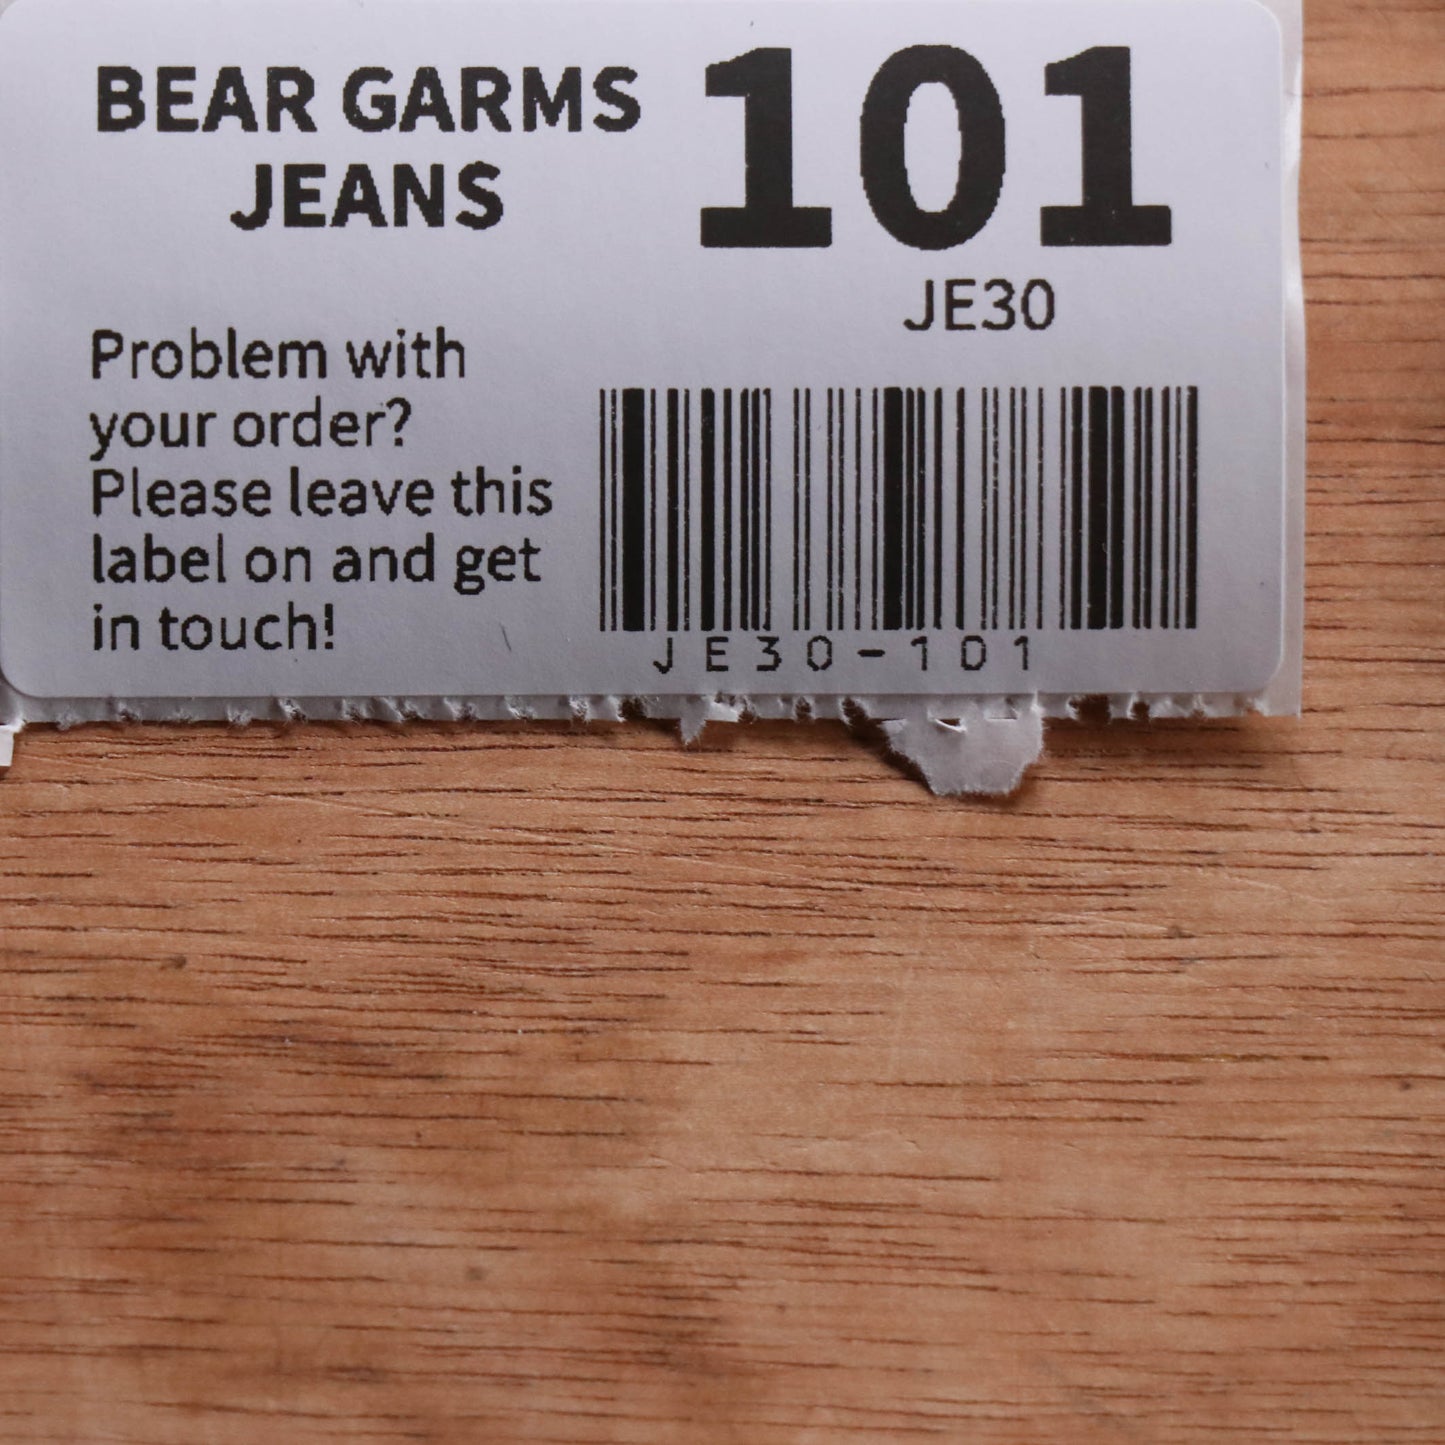 BEAR GARMS
JEANS
101
JE30
Problem with
your order?
Please leave this
label on and get
in touch!
JE30-101